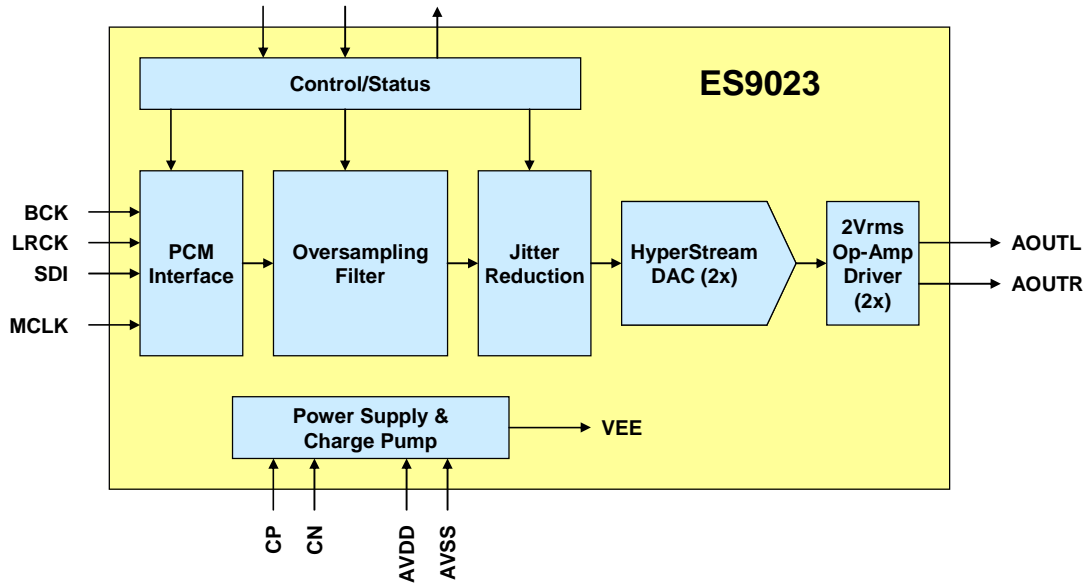 ES9023
Control/Status
BCK
LRCK
SDI
MCLK
PCM
Interface
Oversampling
Filter
Jitter
Reduction
HyperStream
DAC (2x)
2Vrms
Op-Amp
Driver
(2x)
AOUTL
AOUTR
Power Supply &
Charge Pump
VEE
CP
CN
AVDD
AVSS